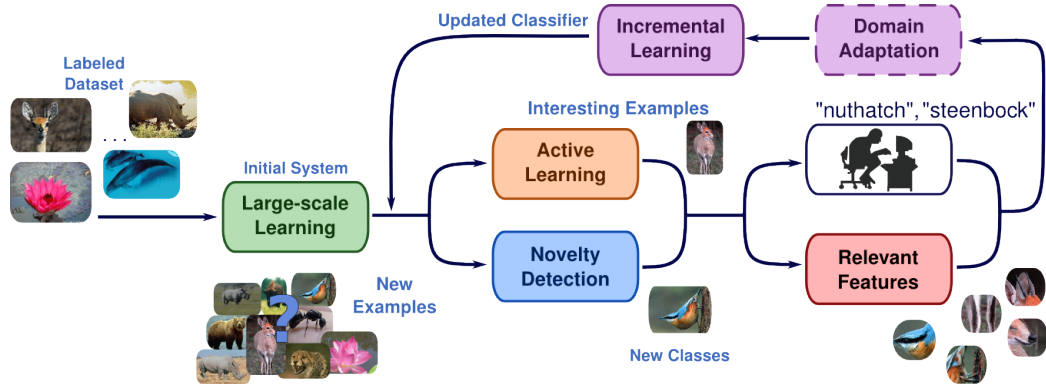 Updated Classifier
Incremental
Learning
Domain
Adaptation
Labeled
Dataset
. . .
Interesting Examples
"nuthatch","steenbock"
Initial System
Active
Learning
Large-scale
Learning
Novelty
Detection
Relevant
Features
New
Examples
?
New Classes